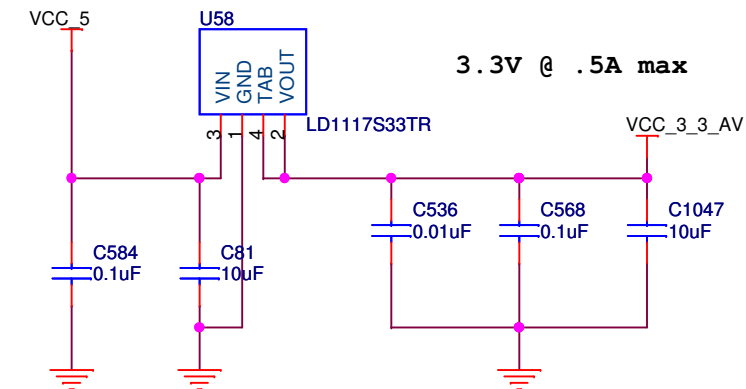 VCC_5
U58
3.3V @ .5A max
VIN
GND
TAB
VOUT
3
1
4
2
LD1117S33TR
VCC_3_3_AV
C536
0.01uF
C568
0.1uF
C1047
10uF
C584
0.1uF
C81
10uF